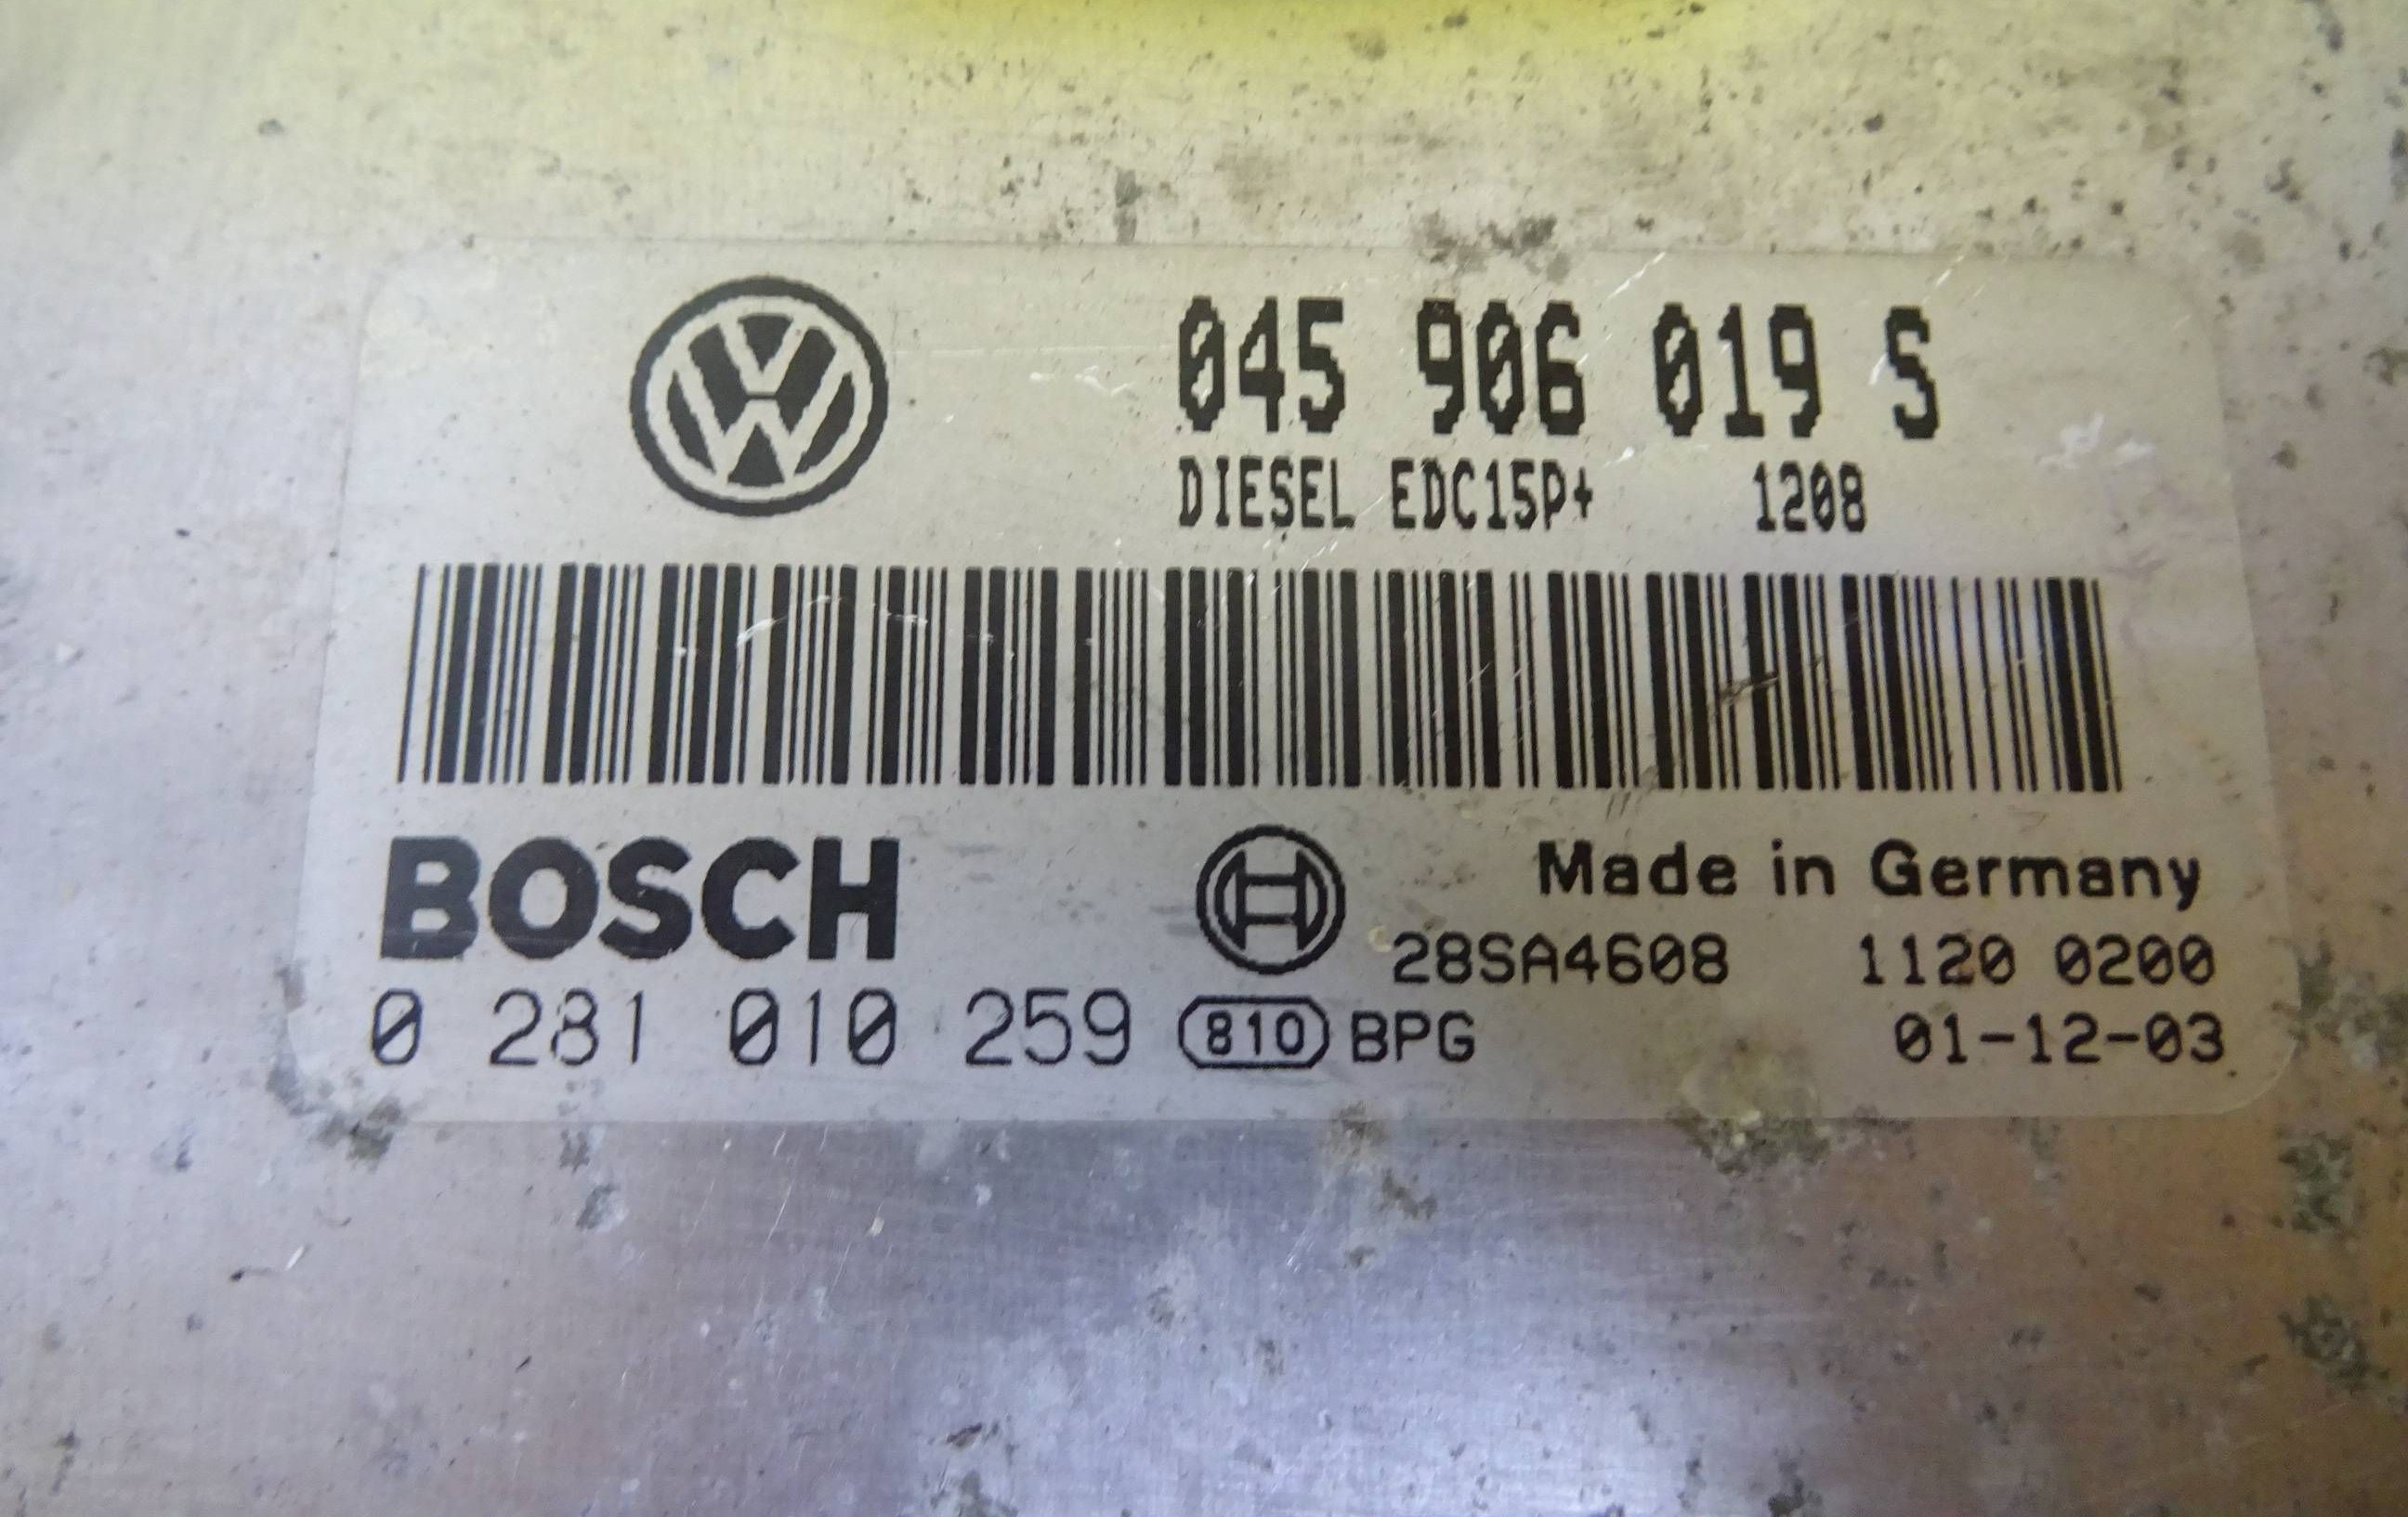 045 906 019 S
DIESEL EDC15P+ 1208
BOSCH
Made in Germany
28SA4608 1120 0200
0 281 010 259 810 BPG 01-12-03